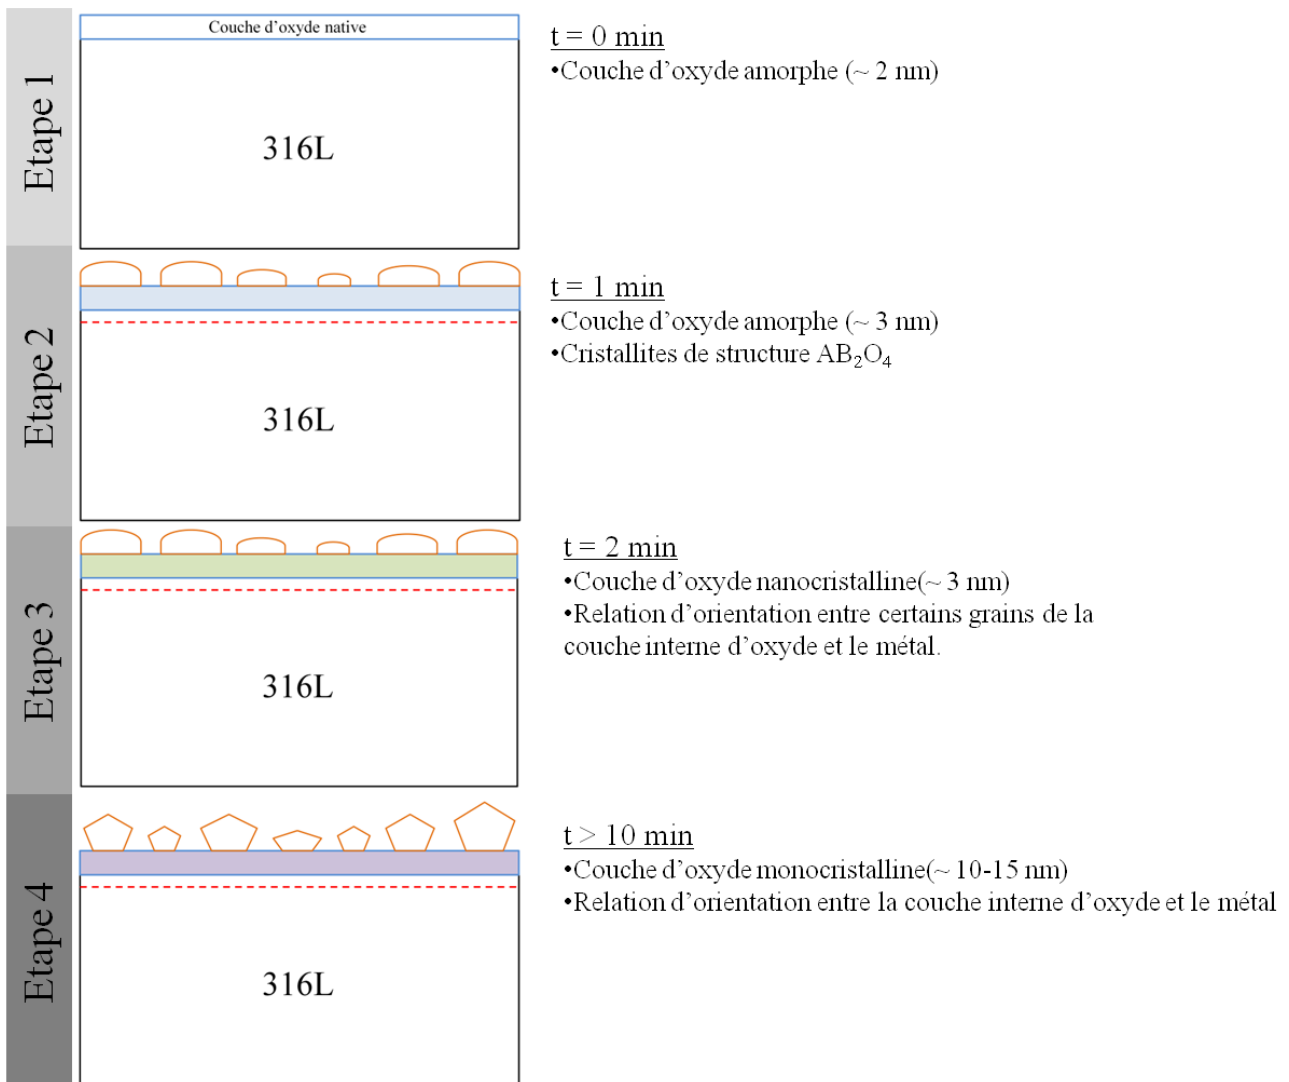 Etape 1
Couche d'oxyde native
316L
t = 0 min
•Couche d'oxyde amorphe (~ 2 nm)
Etape 2
316L
t = 1 min
•Couche d'oxyde amorphe (~ 3 nm)
•Cristallites de structure AB₂O₄
Etape 3
316L
t = 2 min
•Couche d'oxyde nanocristalline(~ 3 nm)
•Relation d'orientation entre certains grains de la
couche interne d'oxyde et le métal.
Etape 4
316L
t > 10 min
•Couche d'oxyde monocristalline(~ 10-15 nm)
•Relation d'orientation entre la couche interne d'oxyde et le métal